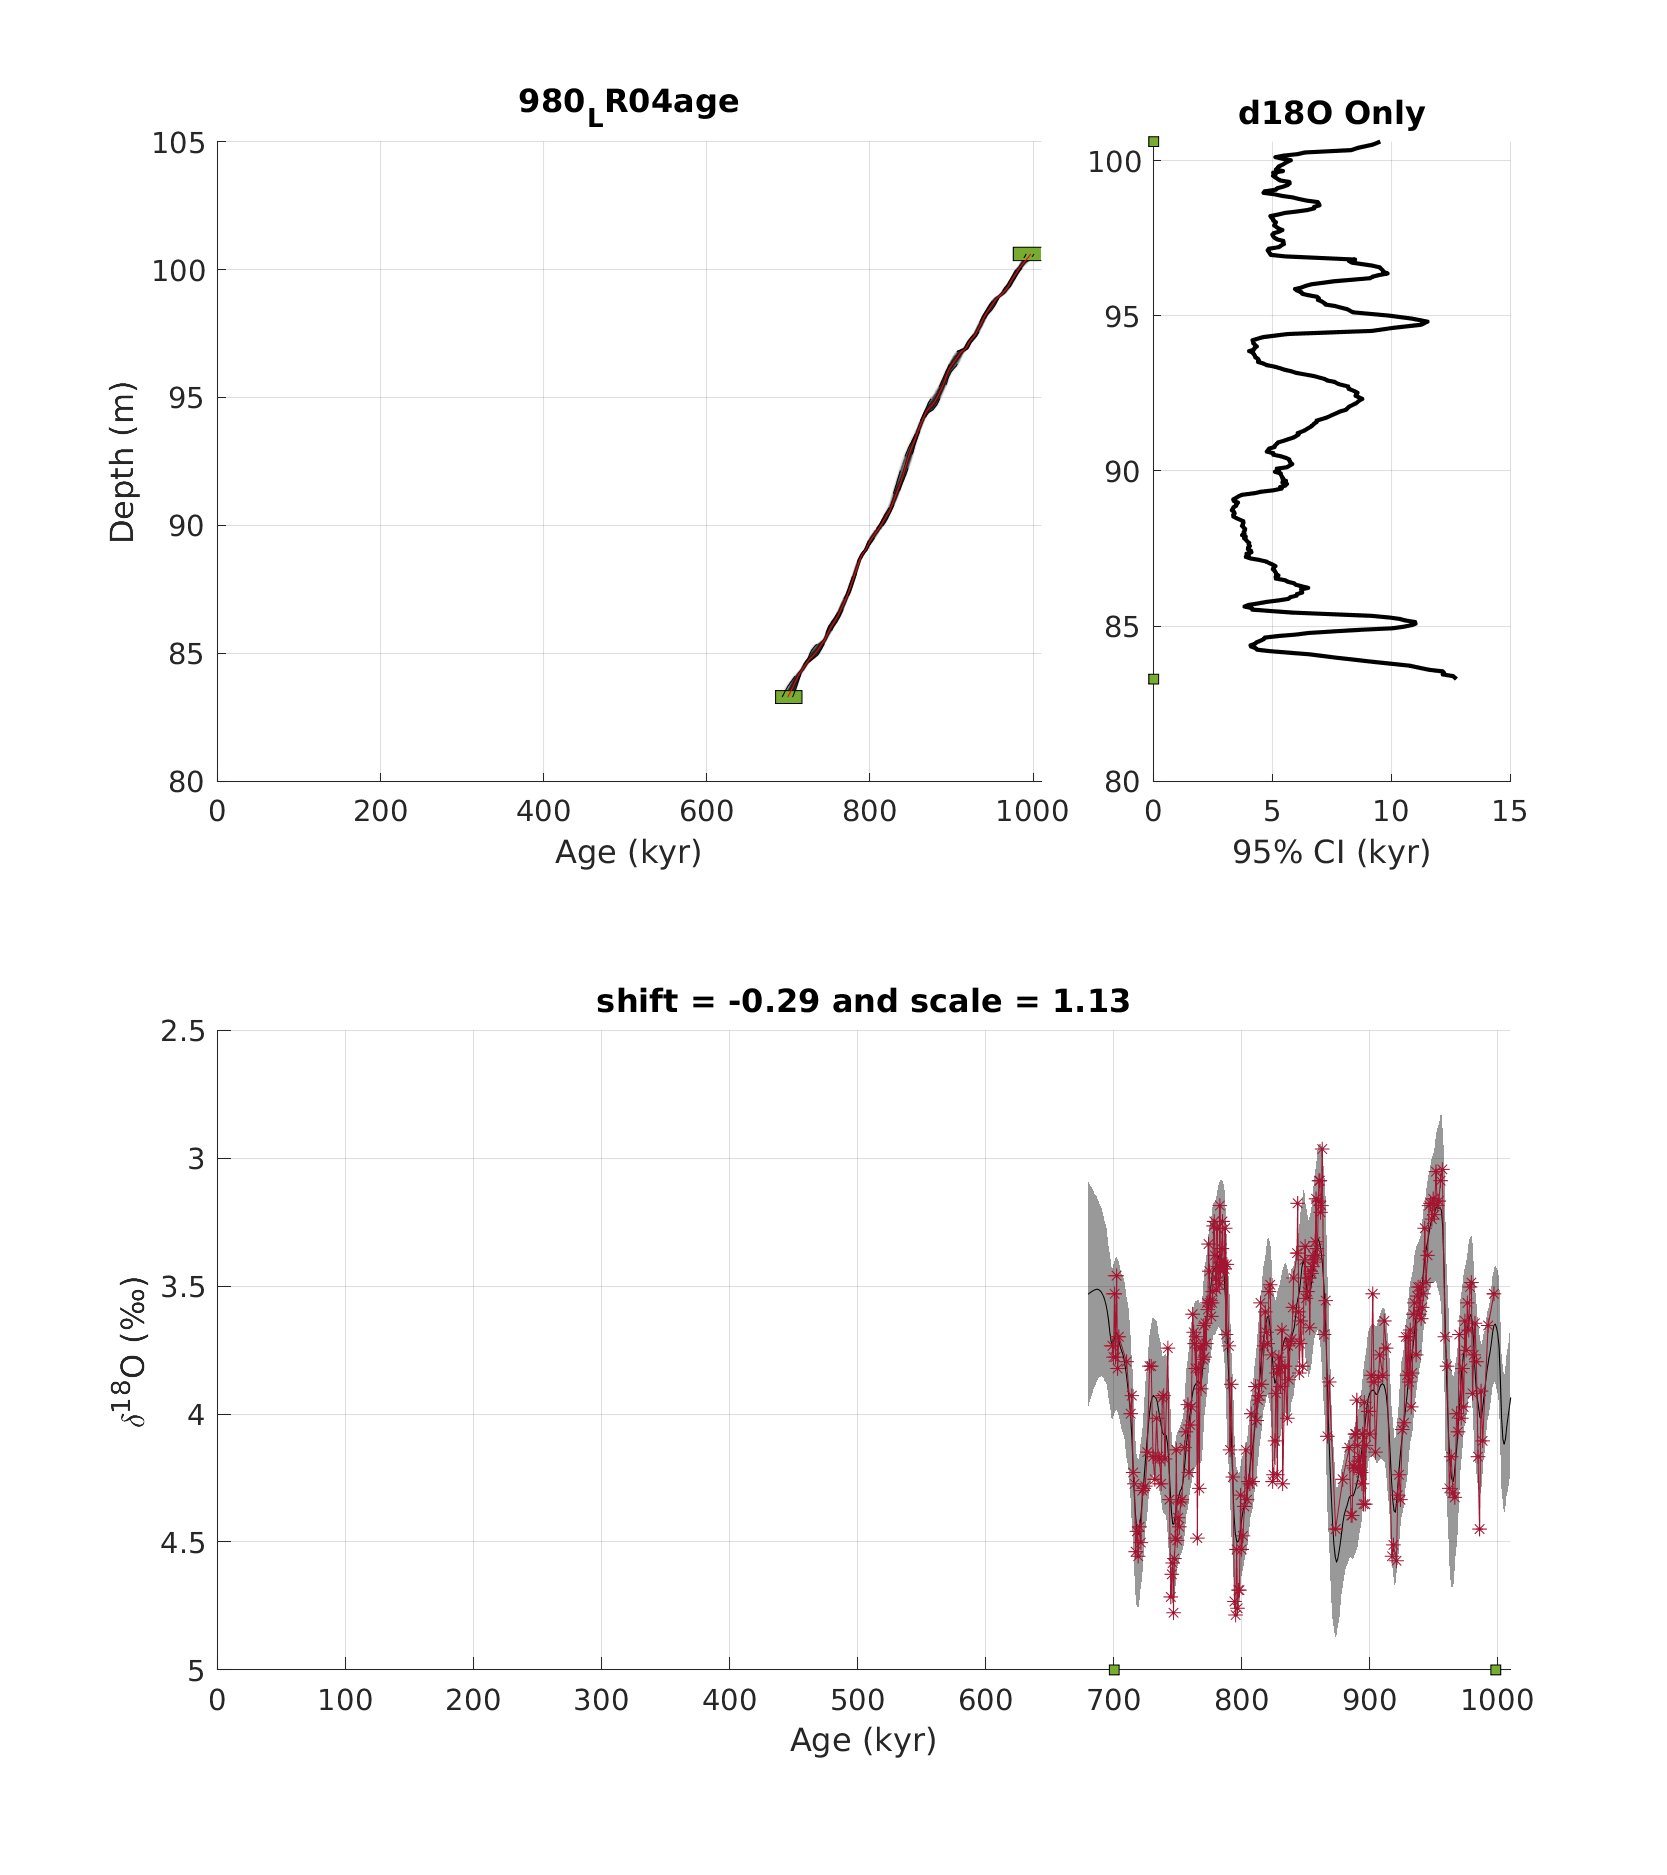 980LR04age
105
100
95
90
85
80
0 200 400 600 800 1000
Depth (m)
Age (kyr)
d18O Only
100
95
90
85
80
0 5 10 15
95% CI (kyr)
shift = -0.29 and scale = 1.13
2.5
3
3.5
4
4.5
5
0 100 200 300 400 500 600 700 800 900 1000
δ18O (‰)
Age (kyr)